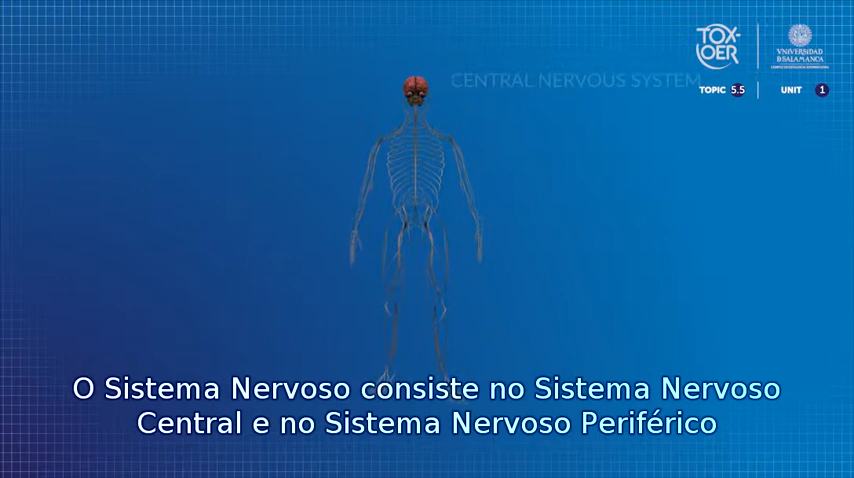 TOX-
OER
VNIVERSIDAD
D SALAMANCA
CENTRAL NERVOUS SYSTEM
TOPIC 5.5 UNIT 1
O Sistema Nervoso consiste no Sistema Nervoso
Central e no Sistema Nervoso Periférico